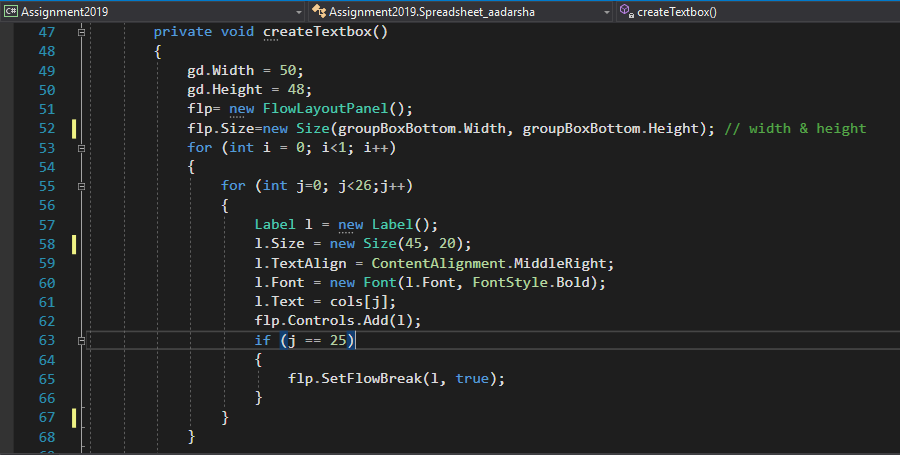 C# Assignment2019 Assignment2019.Spreadsheet_aadarsha createTextbox()
47 private void createTextbox()
48 {
49 gd.Width = 50;
50 gd.Height = 48;
51 flp= new FlowLayoutPanel();
52 flp.Size=new Size(groupBoxBottom.Width, groupBoxBottom.Height); // width & height
53 for (int i = 0; i<1; i++)
54 {
55 for (int j=0; j<26;j++)
56 {
57 Label l = new Label();
58 l.Size = new Size(45, 20);
59 l.TextAlign = ContentAlignment.MiddleRight;
60 l.Font = new Font(l.Font, FontStyle.Bold);
61 l.Text = cols[j];
62 flp.Controls.Add(l);
63 if (j == 25)
64 {
65 flp.SetFlowBreak(l, true);
66 }
67 }
68 }